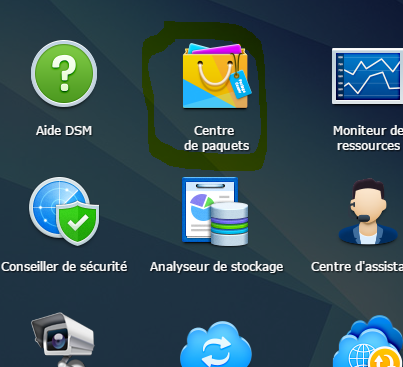 Aide DSM
Centre
de paquets
Moniteur de
ressources
Conseiller de sécurité
Analyseur de stockage
Centre d'assista